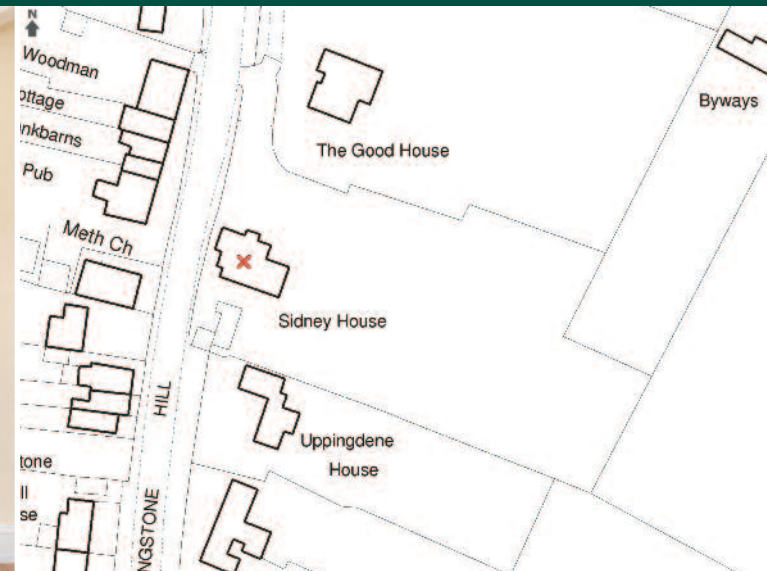 N
Woodman
ottage
nkbarns
Pub
Meth Ch
The Good House
Byways
Sidney House
HILL
Uppingdene
House
tone
ll
se
NGSTONE